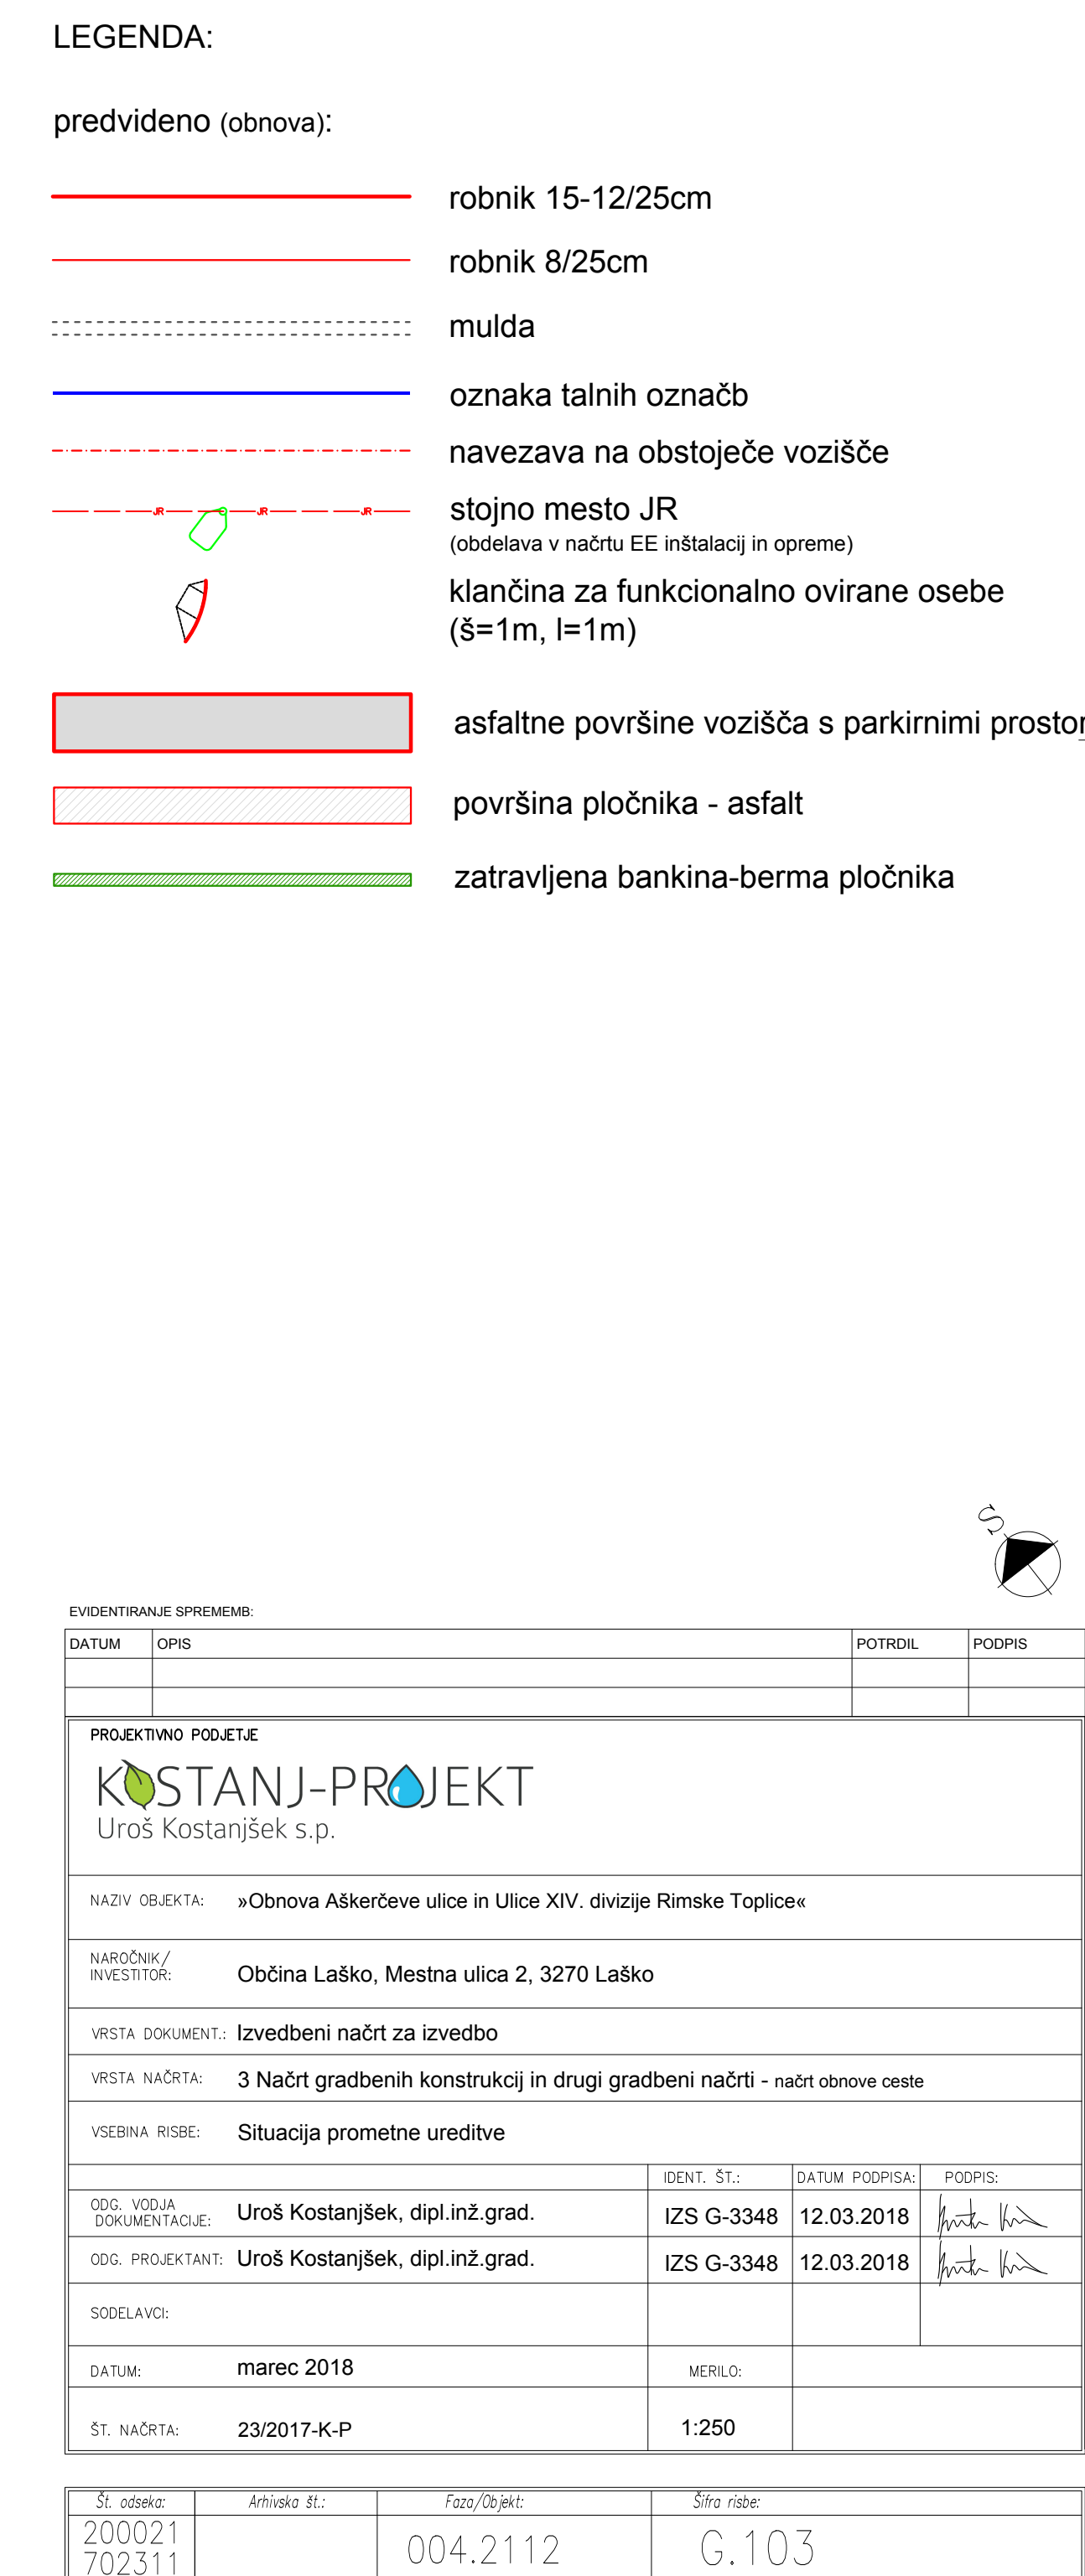 LEGENDA:
predvideno (obnova):
robnik 15-12/25cm
robnik 8/25cm
mulda
oznaka talnih označb
navezava na obstoječe vozišče
JR JR JR
stojno mesto JR
(obdelava v načrtu EE inštalacij in opreme)
klančina za funkcionalno ovirane osebe
(š=1m, l=1m)
asfaltne površine vozišča s parkirnimi
površina pločnika - asfalt
zatravljena bankina-berma pločnika
S
EVIDENTIRANJE SPREMEMB:
DATUM OPIS POTRDIL PODPIS
PROJEKTIVNO PODJETJE
KOSTANJ-PROJEKT
Uroš Kostanjšek s.p.
NAZIV OBJEKTA: »Obnova Aškerčeve ulice in Ulice XIV. divizije Rimske Toplice«
NAROČNIK/
INVESTITOR: Občina Laško, Mestna ulica 2, 3270 Laško
VRSTA DOKUMENT.: Izvedbeni načrt za izvedbo
VRSTA NAČRTA: 3 Načrt gradbenih konstrukcij in drugi gradbeni načrti - načrt obnove ceste
VSEBINA RISBE: Situacija prometne ureditve
IDENT. ŠT.: DATUM PODPISA: PODPIS:
ODG. VODJA
DOKUMENTACIJE: Uroš Kostanjšek, dipl.inž.grad. IZS G-3348 12.03.2018
ODG. PROJEKTANT: Uroš Kostanjšek, dipl.inž.grad. IZS G-3348 12.03.2018
SODELAVCI:
DATUM: marec 2018 MERILO:
ŠT. NAČRTA: 23/2017-K-P 1:250
Št. odseka: Arhivska št.: Faza/Objekt: Šifra risbe:
200021
702311 004.2112 G.103